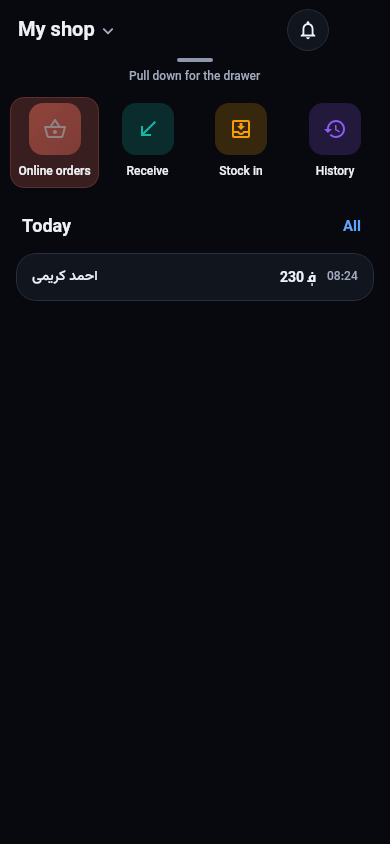 My shop
Pull down for the drawer
Online orders
Receive
Stock in
History
Today
All
احمد کریمی
230 ؋
08:24